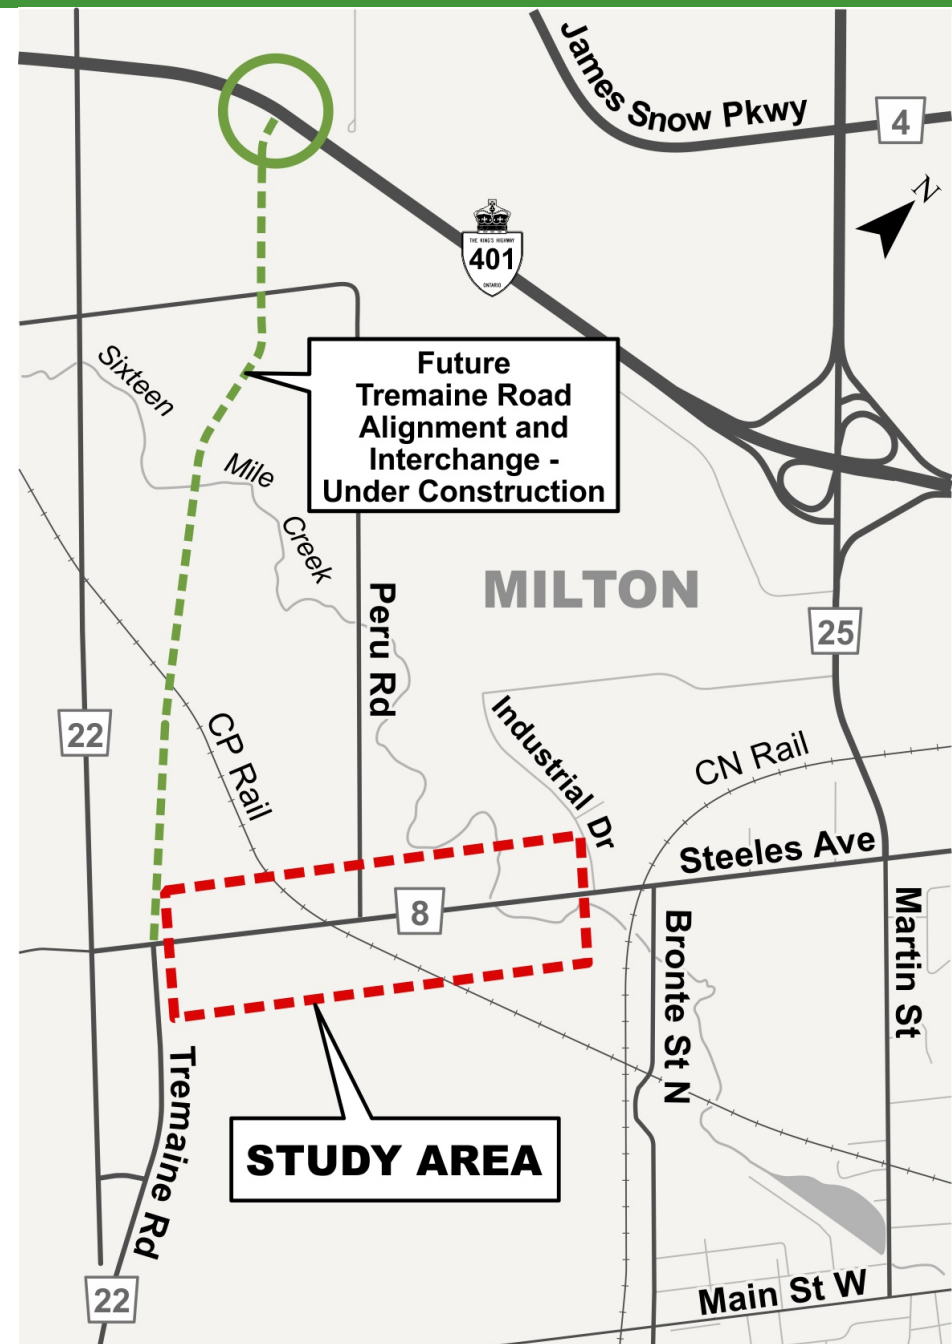 James Snow Pkwy
4
N
THE KING'S HIGHWAY
401
ONTARIO
Sixteen
Mile
Creek
Future
Tremaine Road
Alignment and
Interchange -
Under Construction
MILTON
Peru Rd
25
22
CP Rail
Industrial Dr
CN Rail
Steeles Ave
8
Bronte St N
Martin St
Tremaine Rd
STUDY AREA
22
Main St W